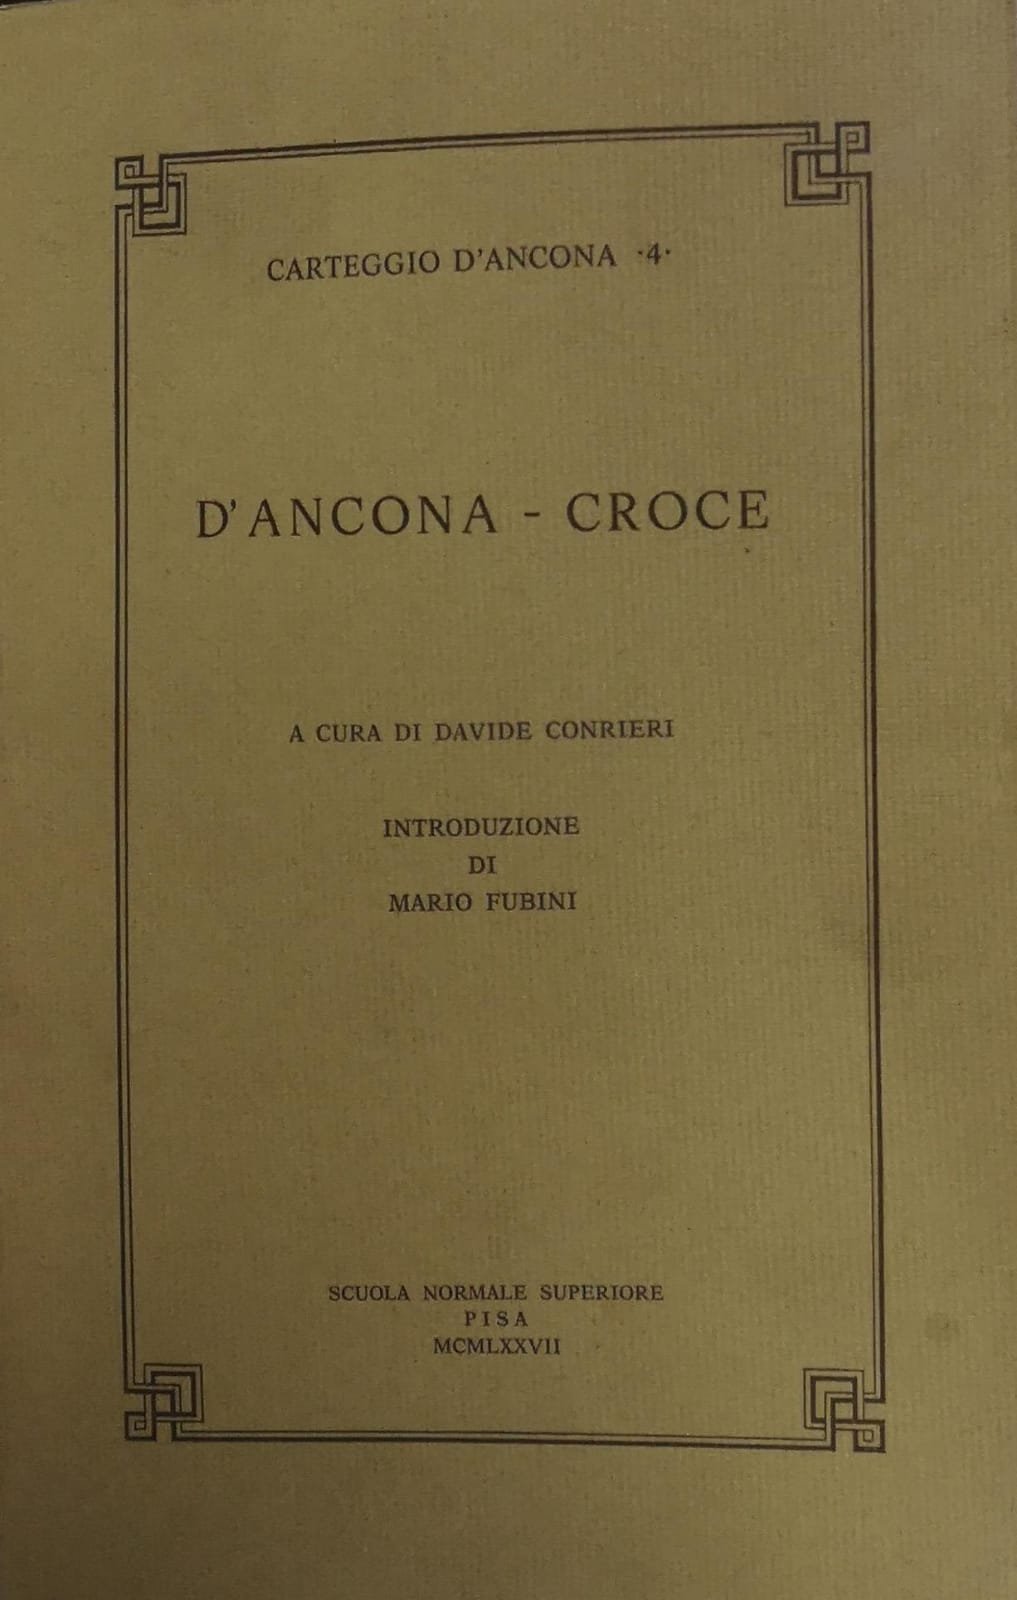 CARTEGGIO D'ANCONA ·4·
D'ANCONA - CROCE
A CURA DI DAVIDE CONRIERI
INTRODUZIONE
DI
MARIO FUBINI
SCUOLA NORMALE SUPERIORE
PISA
MCMLXXVII